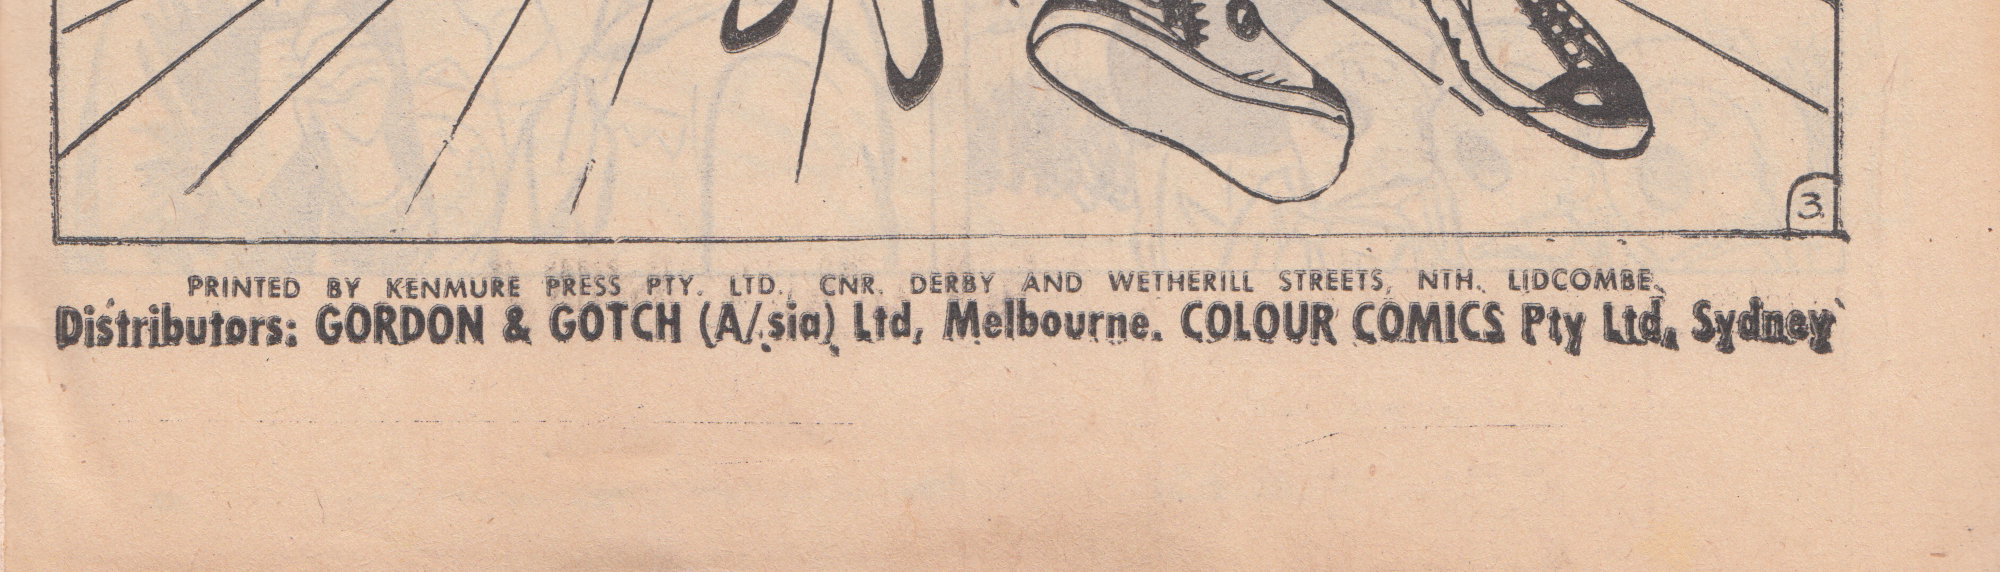 3.
PRINTED BY KENMURE PRESS PTY. LTD., CNR. DERBY AND WETHERILL STREETS, NTH. LIDCOMBE.
Distributors: GORDON & GOTCH (A/sia) Ltd, Melbourne. COLOUR COMICS Pty Ltd, Sydney